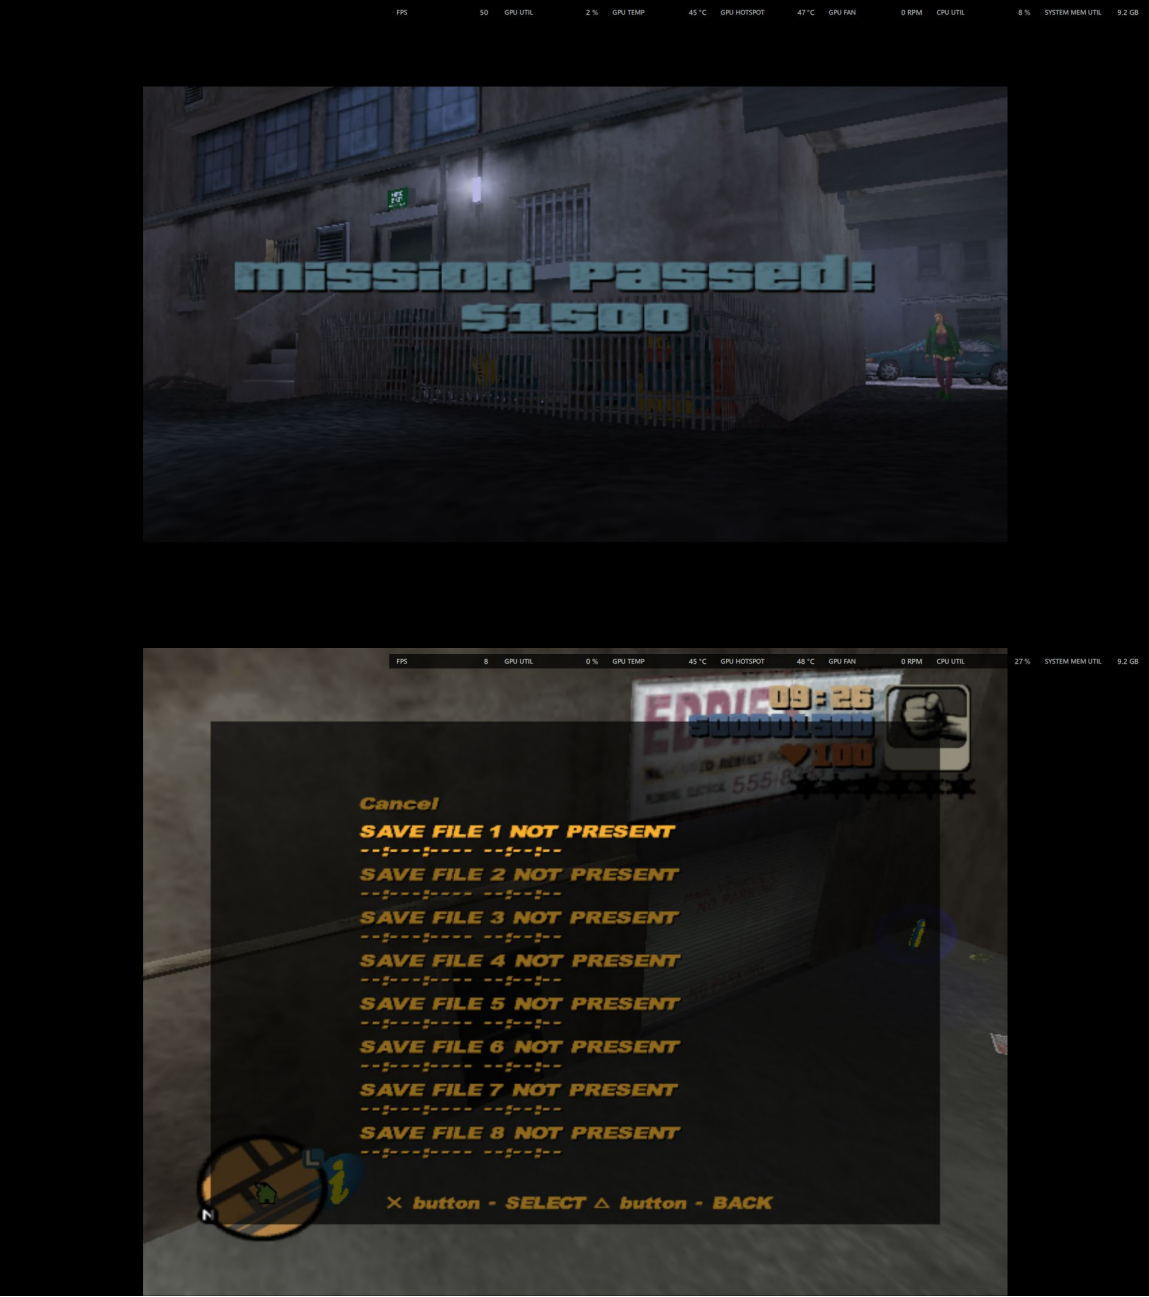 FPS 50 GPU UTIL 2 % GPU TEMP 45 °C GPU HOTSPOT 47 °C GPU FAN 0 RPM CPU UTIL 8 % SYSTEM MEM UTIL 9.2 GB
mission passed!
$1500
FPS 8 GPU UTIL 0 % GPU TEMP 45 °C GPU HOTSPOT 48 °C GPU FAN 0 RPM CPU UTIL 27 % SYSTEM MEM UTIL 9.2 GB
09:26
$00001500
100
Cancel
SAVE FILE 1 NOT PRESENT
--:---:---- --:--:--
SAVE FILE 2 NOT PRESENT
--:---:---- --:--:--
SAVE FILE 3 NOT PRESENT
--:---:---- --:--:--
SAVE FILE 4 NOT PRESENT
--:---:---- --:--:--
SAVE FILE 5 NOT PRESENT
--:---:---- --:--:--
SAVE FILE 6 NOT PRESENT
--:---:---- --:--:--
SAVE FILE 7 NOT PRESENT
--:---:---- --:--:--
SAVE FILE 8 NOT PRESENT
--:---:---- --:--:--
L
N
X button - SELECT △ button - BACK